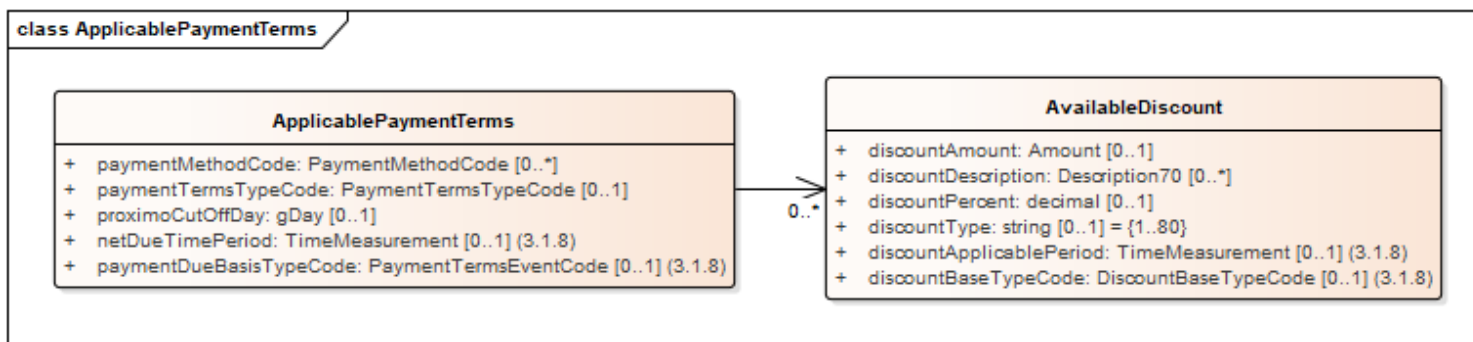 class ApplicablePaymentTerms
ApplicablePaymentTerms
+ paymentMethodCode: PaymentMethodCode [0..*]
+ paymentTermsTypeCode: PaymentTermsTypeCode [0..1]
+ proximoCutOffDay: gDay [0..1]
+ netDueTimePeriod: TimeMeasurement [0..1] (3.1.8)
+ paymentDueBasisTypeCode: PaymentTermsEventCode [0..1] (3.1.8)
0..*
AvailableDiscount
+ discountAmount: Amount [0..1]
+ discountDescription: Description70 [0..*]
+ discountPercent: decimal [0..1]
+ discountType: string [0..1] = {1..80}
+ discountApplicablePeriod: TimeMeasurement [0..1] (3.1.8)
+ discountBaseTypeCode: DiscountBaseTypeCode [0..1] (3.1.8)